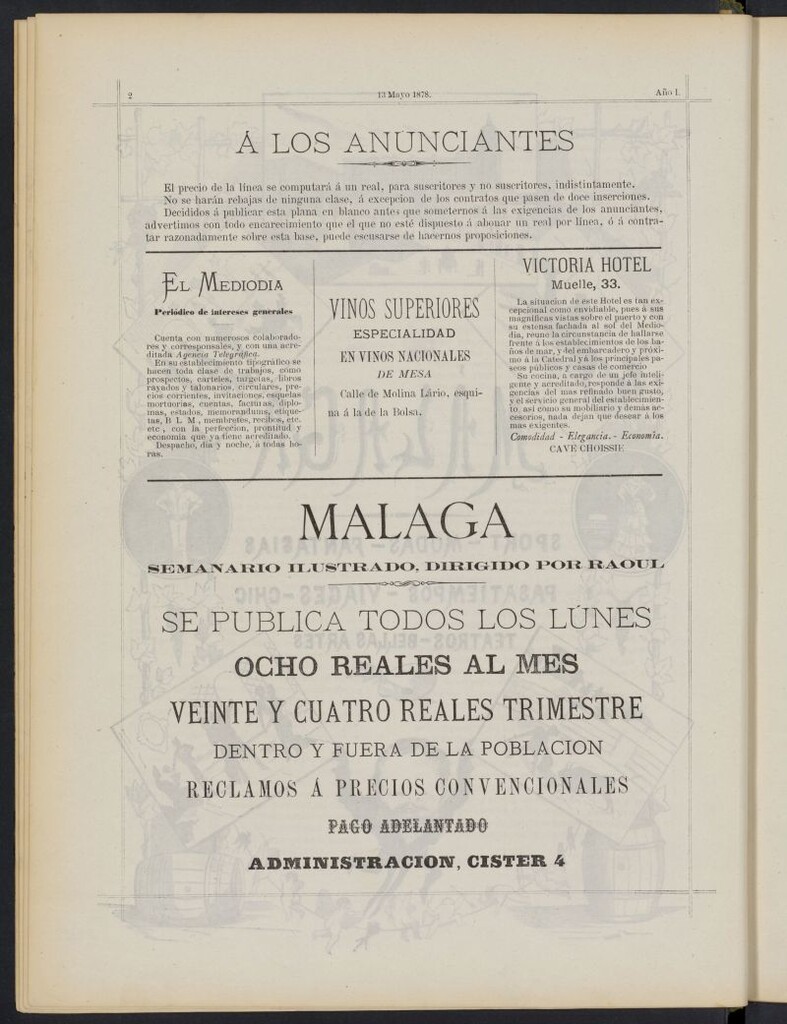 2
13 Mayo 1878.
Año I.
Á LOS ANUNCIANTES
El precio de la línea se computará á un real, para suscritores y no suscritores, indistintamente.
No se harán rebajas de ninguna clase, á excepcion de los contratos que pasen de doce inserciones.
Decididos á publicar esta plana en blanco antes que someternos á las exigencias de los anunciantes,
advertimos con todo encarecimiento que el que no esté dispuesto á abonar un real por línea, ó á contra-
tar razonadamente sobre esta base, puede escusarse de hacernos proposiciones.
EL MEDIODIA
Periódico de intereses generales
Cuenta con numerosos colaborado-
res y corresponsales, y con una acre-
ditada Agencia Telegráfica.
En su establecimiento tipográfico se
hacen toda clase de trabajos, cómo
prospectos, carteles, targetas, libros
rayados y talonarios, circulares, pre-
cios corrientes, invitaciones, esquelas
mortuorias, cuentas, facturas, diplo-
mas, estados, memorandums, etique-
tas, B. L. M., membretes, recibos, etc.
etc., con la perfeccion, prontitud y
economía que ya tiene acreditado.
Despacho, dia y noche, á todas ho-
ras.
VINOS SUPERIORES
ESPECIALIDAD
EN VINOS NACIONALES
DE MESA
Calle de Molina Lário, esqui-
na á la de la Bolsa.
VICTORIA HOTEL
Muelle, 33.
La situacion de este Hotel es tan ex-
cepcional como envidiable, pues á sus
magníficas vistas sobre el puerto y con
su estensa fachada al sol del Medio-
dia, reune la circunstancia de hallarse
frente á los establecimientos de los ba-
ños de mar, y del embarcadero y próxi-
mo á la Catedral y á los principales pa-
seos públicos y casas de comercio
Su cocina, a cargo de un jefe inteli-
gente y acreditado, responde á las exi-
gencias del mas refinado buen gusto,
y el servicio general del establecimien-
to, así como su mobiliario y demás ac-
cesorios, nada dejan que desear á los
mas exigentes.
Comodidad - Elegancia. - Economía.
CAVE CHOISSIE
MALAGA
SEMANARIO ILUSTRADO, DIRIGIDO POR RAOUL
SE PUBLICA TODOS LOS LÚNES
OCHO REALES AL MES
VEINTE Y CUATRO REALES TRIMESTRE
DENTRO Y FUERA DE LA POBLACION
RECLAMOS Á PRECIOS CONVENCIONALES
PAGO ADELANTADO
ADMINISTRACION, CISTER 4